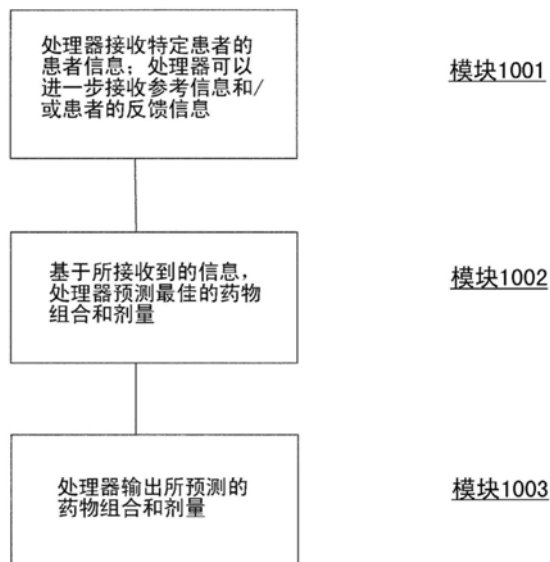 处理器接收特定患者的
患者信息；处理器可以
进一步接收参考信息和/
或患者的反馈信息
模块1001
基于所接收到的信息，
处理器预测最佳的药物
组合和剂量
模块1002
处理器输出所预测的
药物组合和剂量
模块1003